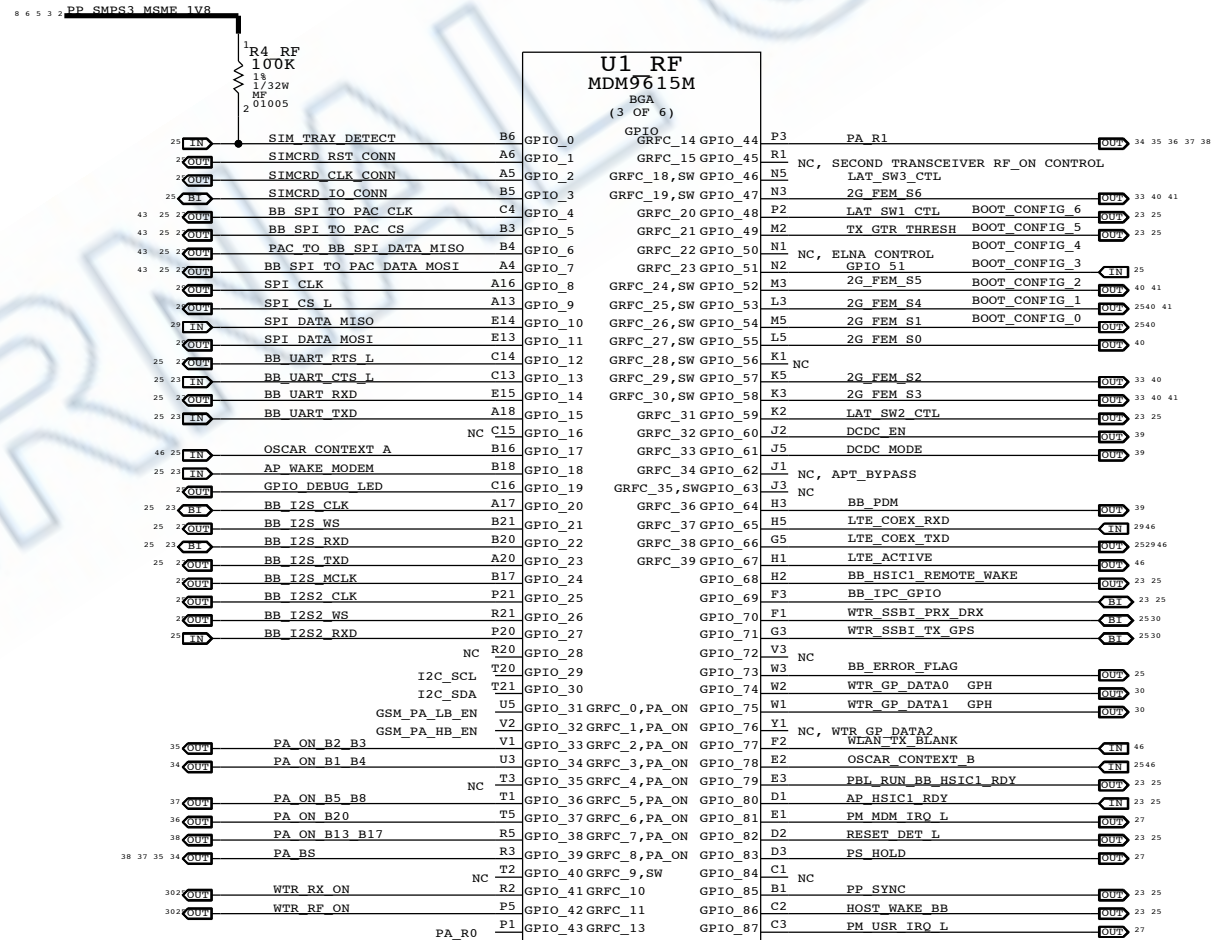 8 6 5 3 2 PP_SMPS3_MSME_1V8
R4_RF
100K
1%
1/32W
MF
01005
1
2
U1_RF
MDM9615M
BGA
(3 OF 6)
GPIO
25 IN SIM_TRAY_DETECT B6 GPIO_0 GRFC_14 GPIO_44 P3 PA_R1 OUT 34 35 36 37 38
OUT SIMCRD_RST_CONN A6 GPIO_1 GRFC_15 GPIO_45 R1 NC, SECOND TRANSCEIVER RF_ON CONTROL
OUT SIMCRD_CLK_CONN A5 GPIO_2 GRFC_18,SW GPIO_46 N5 LAT_SW3_CTL
25 BI SIMCRD_IO_CONN B5 GPIO_3 GRFC_19,SW GPIO_47 N3 2G_FEM_S6 OUT 33 40 41
43 25 OUT BB_SPI_TO_PAC_CLK C4 GPIO_4 GRFC_20 GPIO_48 P2 LAT_SW1_CTL BOOT_CONFIG_6 OUT 23 25
43 25 OUT BB_SPI_TO_PAC_CS B3 GPIO_5 GRFC_21 GPIO_49 M2 TX_GTR_THRESH BOOT_CONFIG_5 OUT 23 25
43 25 OUT PAC_TO_BB_SPI_DATA_MISO B4 GPIO_6 GRFC_22 GPIO_50 N1 NC, ELNA CONTROL BOOT_CONFIG_4
43 25 OUT BB_SPI_TO_PAC_DATA_MOSI A4 GPIO_7 GRFC_23 GPIO_51 N2 GPIO_51 BOOT_CONFIG_3 IN 25
OUT SPI_CLK A16 GPIO_8 GRFC_24,SW GPIO_52 M3 2G_FEM_S5 BOOT_CONFIG_2 OUT 40 41
OUT SPI_CS_L A13 GPIO_9 GRFC_25,SW GPIO_53 L3 2G_FEM_S4 BOOT_CONFIG_1 OUT 2540 41
29 IN SPI_DATA_MISO E14 GPIO_10 GRFC_26,SW GPIO_54 M5 2G_FEM_S1 BOOT_CONFIG_0 OUT 2540
OUT SPI_DATA_MOSI E13 GPIO_11 GRFC_27,SW GPIO_55 L5 2G_FEM_S0 OUT 40
25 OUT BB_UART_RTS_L C14 GPIO_12 GRFC_28,SW GPIO_56 K1 NC
25 23 IN BB_UART_CTS_L C13 GPIO_13 GRFC_29,SW GPIO_57 K5 2G_FEM_S2 OUT 33 40
25 OUT BB_UART_RXD E15 GPIO_14 GRFC_30,SW GPIO_58 K3 2G_FEM_S3 OUT 33 40 41
25 23 IN BB_UART_TXD A18 GPIO_15 GRFC_31 GPIO_59 K2 LAT_SW2_CTL OUT 23 25
NC C15 GPIO_16 GRFC_32 GPIO_60 J2 DCDC_EN OUT 39
46 25 IN OSCAR_CONTEXT_A B16 GPIO_17 GRFC_33 GPIO_61 J5 DCDC_MODE OUT 39
25 23 IN AP_WAKE_MODEM B18 GPIO_18 GRFC_34 GPIO_62 J1 NC, APT_BYPASS
OUT GPIO_DEBUG_LED C16 GPIO_19 GRFC_35,SW GPIO_63 J3 NC
25 23 BI BB_I2S_CLK A17 GPIO_20 GRFC_36 GPIO_64 H3 BB_PDM OUT 39
25 OUT BB_I2S_WS B21 GPIO_21 GRFC_37 GPIO_65 H5 LTE_COEX_RXD IN 2946
25 23 BI BB_I2S_RXD B20 GPIO_22 GRFC_38 GPIO_66 G5 LTE_COEX_TXD OUT 252946
25 OUT BB_I2S_TXD A20 GPIO_23 GRFC_39 GPIO_67 H1 LTE_ACTIVE OUT 46
OUT BB_I2S_MCLK B17 GPIO_24 GPIO_68 H2 BB_HSIC1_REMOTE_WAKE OUT 23 25
OUT BB_I2S2_CLK P21 GPIO_25 GPIO_69 F3 BB_IPC_GPIO BI 23 25
OUT BB_I2S2_WS R21 GPIO_26 GPIO_70 F1 WTR_SSBI_PRX_DRX BI 2530
25 IN BB_I2S2_RXD P20 GPIO_27 GPIO_71 G3 WTR_SSBI_TX_GPS BI 2530
NC R20 GPIO_28 GPIO_72 V3 NC
I2C_SCL T20 GPIO_29 GPIO_73 W3 BB_ERROR_FLAG OUT 25
I2C_SDA T21 GPIO_30 GPIO_74 W2 WTR_GP_DATA0 GPH OUT 30
GSM_PA_LB_EN U5 GPIO_31 GRFC_0,PA_ON GPIO_75 W1 WTR_GP_DATA1 GPH OUT 30
GSM_PA_HB_EN V2 GPIO_32 GRFC_1,PA_ON GPIO_76 Y1 NC, WTR_GP_DATA2
35 OUT PA_ON_B2_B3 V1 GPIO_33 GRFC_2,PA_ON GPIO_77 F2 WLAN_TX_BLANK IN 46
34 OUT PA_ON_B1_B4 U3 GPIO_34 GRFC_3,PA_ON GPIO_78 E2 OSCAR_CONTEXT_B IN 2546
NC T3 GPIO_35 GRFC_4,PA_ON GPIO_79 E3 PBL_RUN_BB_HSIC1_RDY OUT 23 25
37 OUT PA_ON_B5_B8 T1 GPIO_36 GRFC_5,PA_ON GPIO_80 D1 AP_HSIC1_RDY IN 23 25
36 OUT PA_ON_B20 T5 GPIO_37 GRFC_6,PA_ON GPIO_81 E1 PM_MDM_IRQ_L OUT 27
38 OUT PA_ON_B13_B17 R5 GPIO_38 GRFC_7,PA_ON GPIO_82 D2 RESET_DET_L OUT 23 25
38 37 35 34 OUT PA_BS R3 GPIO_39 GRFC_8,PA_ON GPIO_83 D3 PS_HOLD OUT 27
NC T2 GPIO_40 GRFC_9,SW GPIO_84 C1 NC
OUT WTR_RX_ON R2 GPIO_41 GRFC_10 GPIO_85 B1 PP_SYNC OUT 23 25
OUT WTR_RF_ON P5 GPIO_42 GRFC_11 GPIO_86 C2 HOST_WAKE_BB OUT 23 25
PA_R0 P1 GPIO_43 GRFC_13 GPIO_87 C3 PM_USR_IRQ_L OUT 27